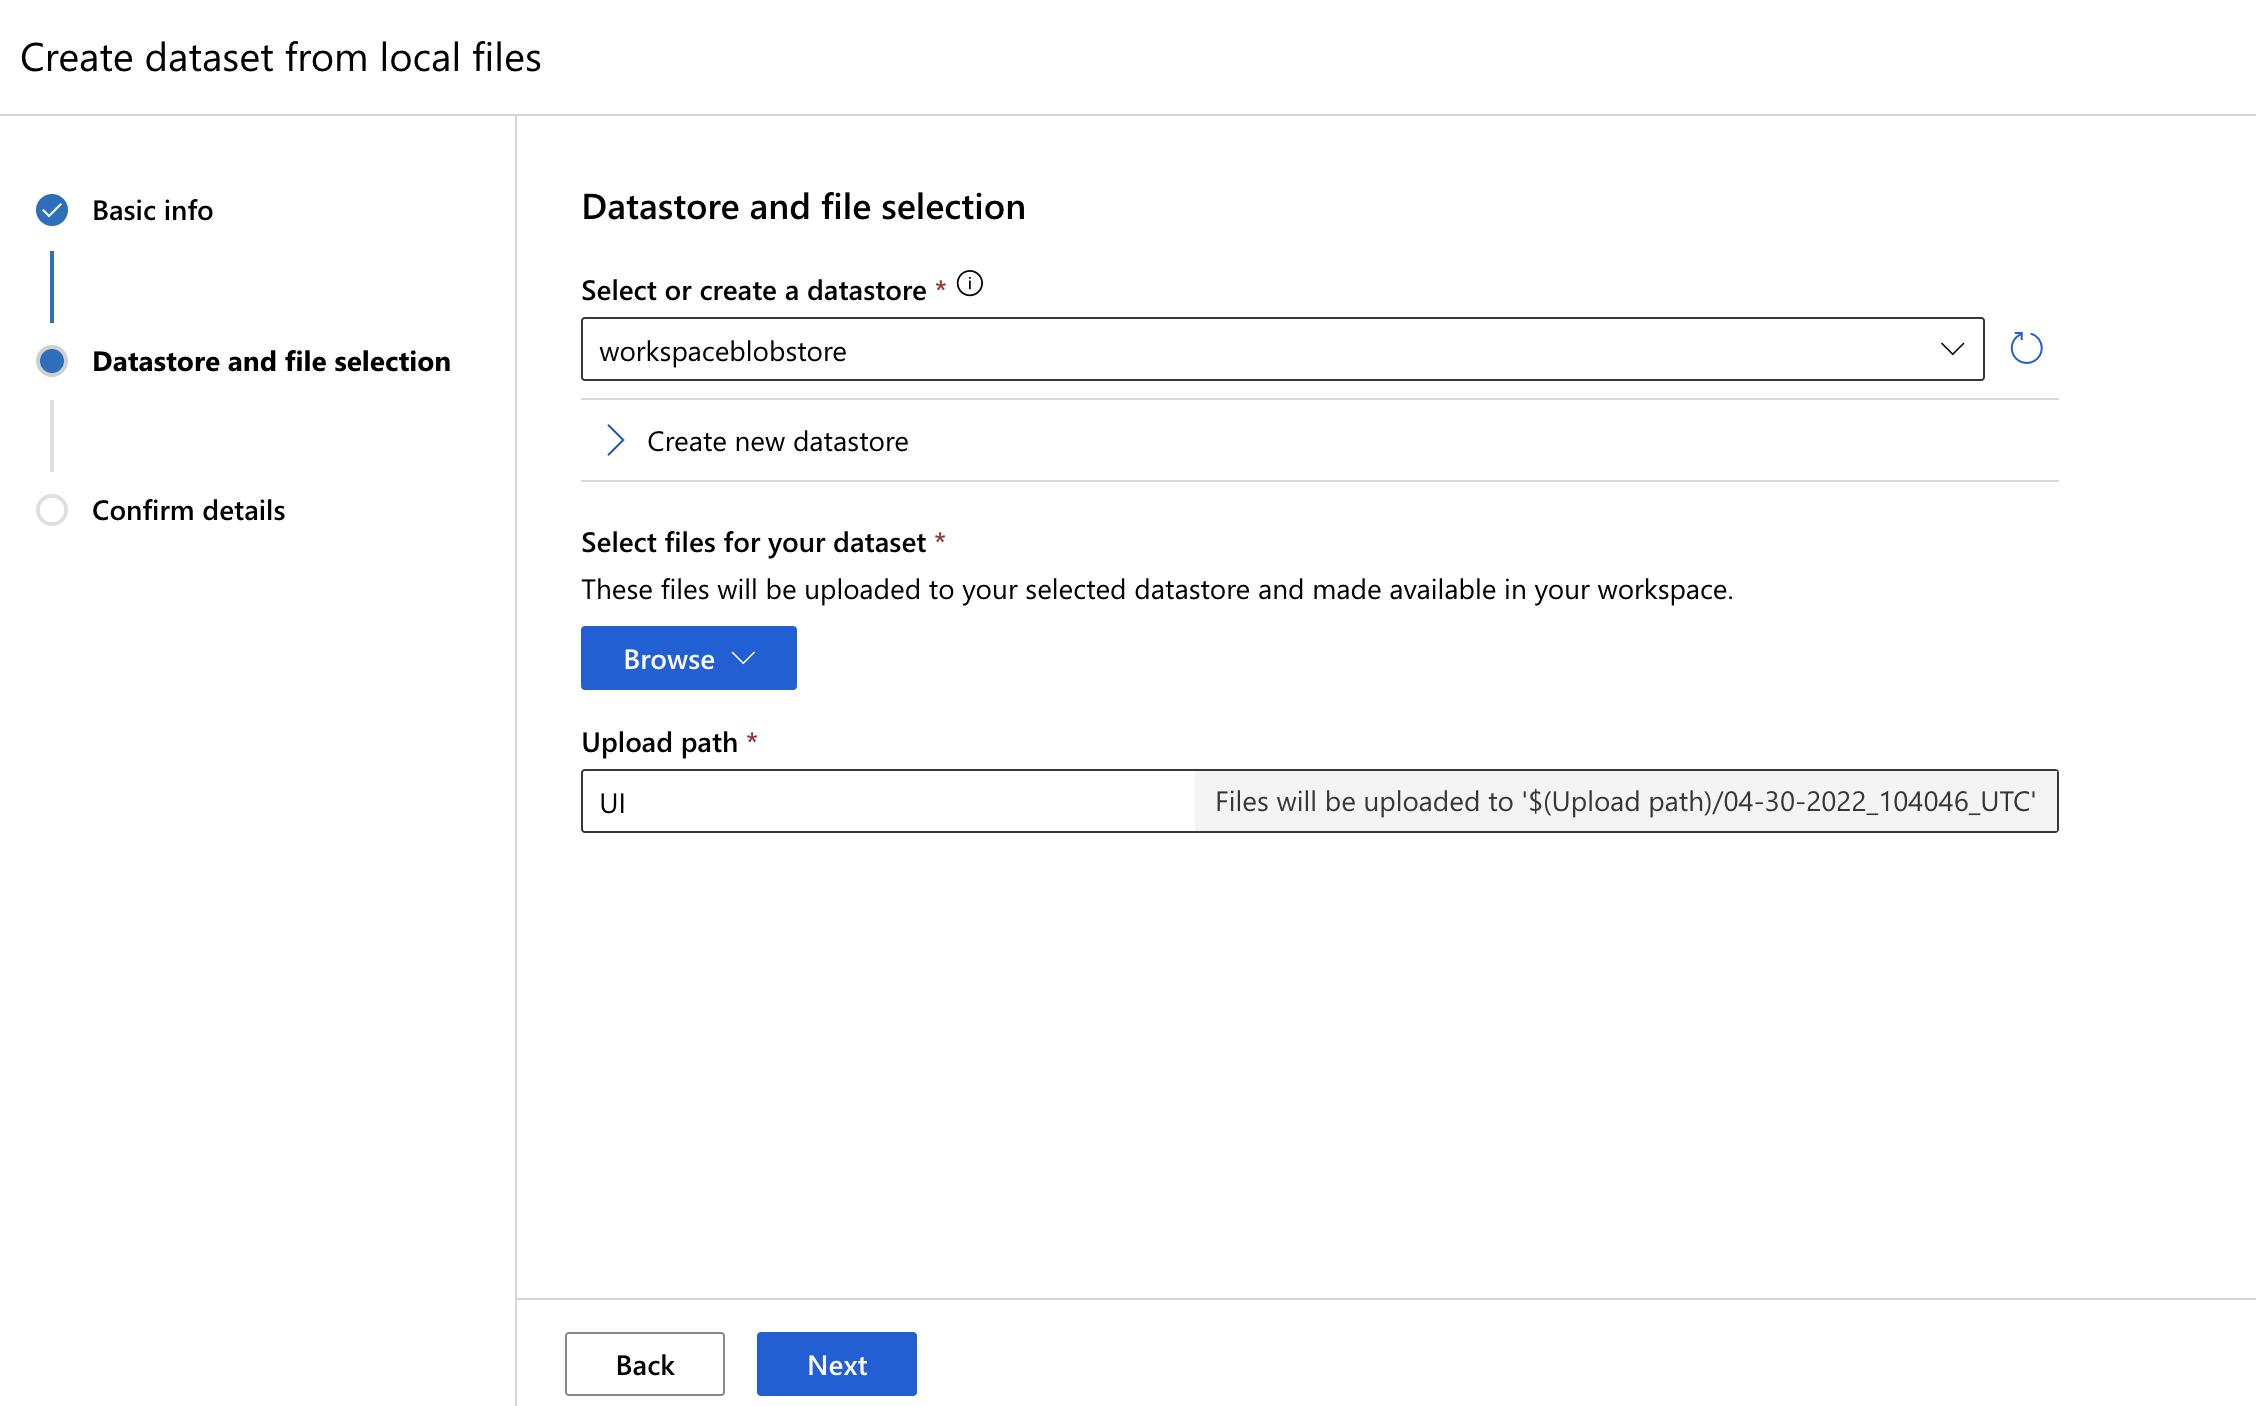 Create dataset from local files
Basic info
Datastore and file selection
Confirm details
Datastore and file selection
Select or create a datastore *
workspaceblobstore
Create new datastore
Select files for your dataset *
These files will be uploaded to your selected datastore and made available in your workspace.
Browse
Upload path *
UI
Files will be uploaded to '$(Upload path)/04-30-2022_104046_UTC'
Back
Next